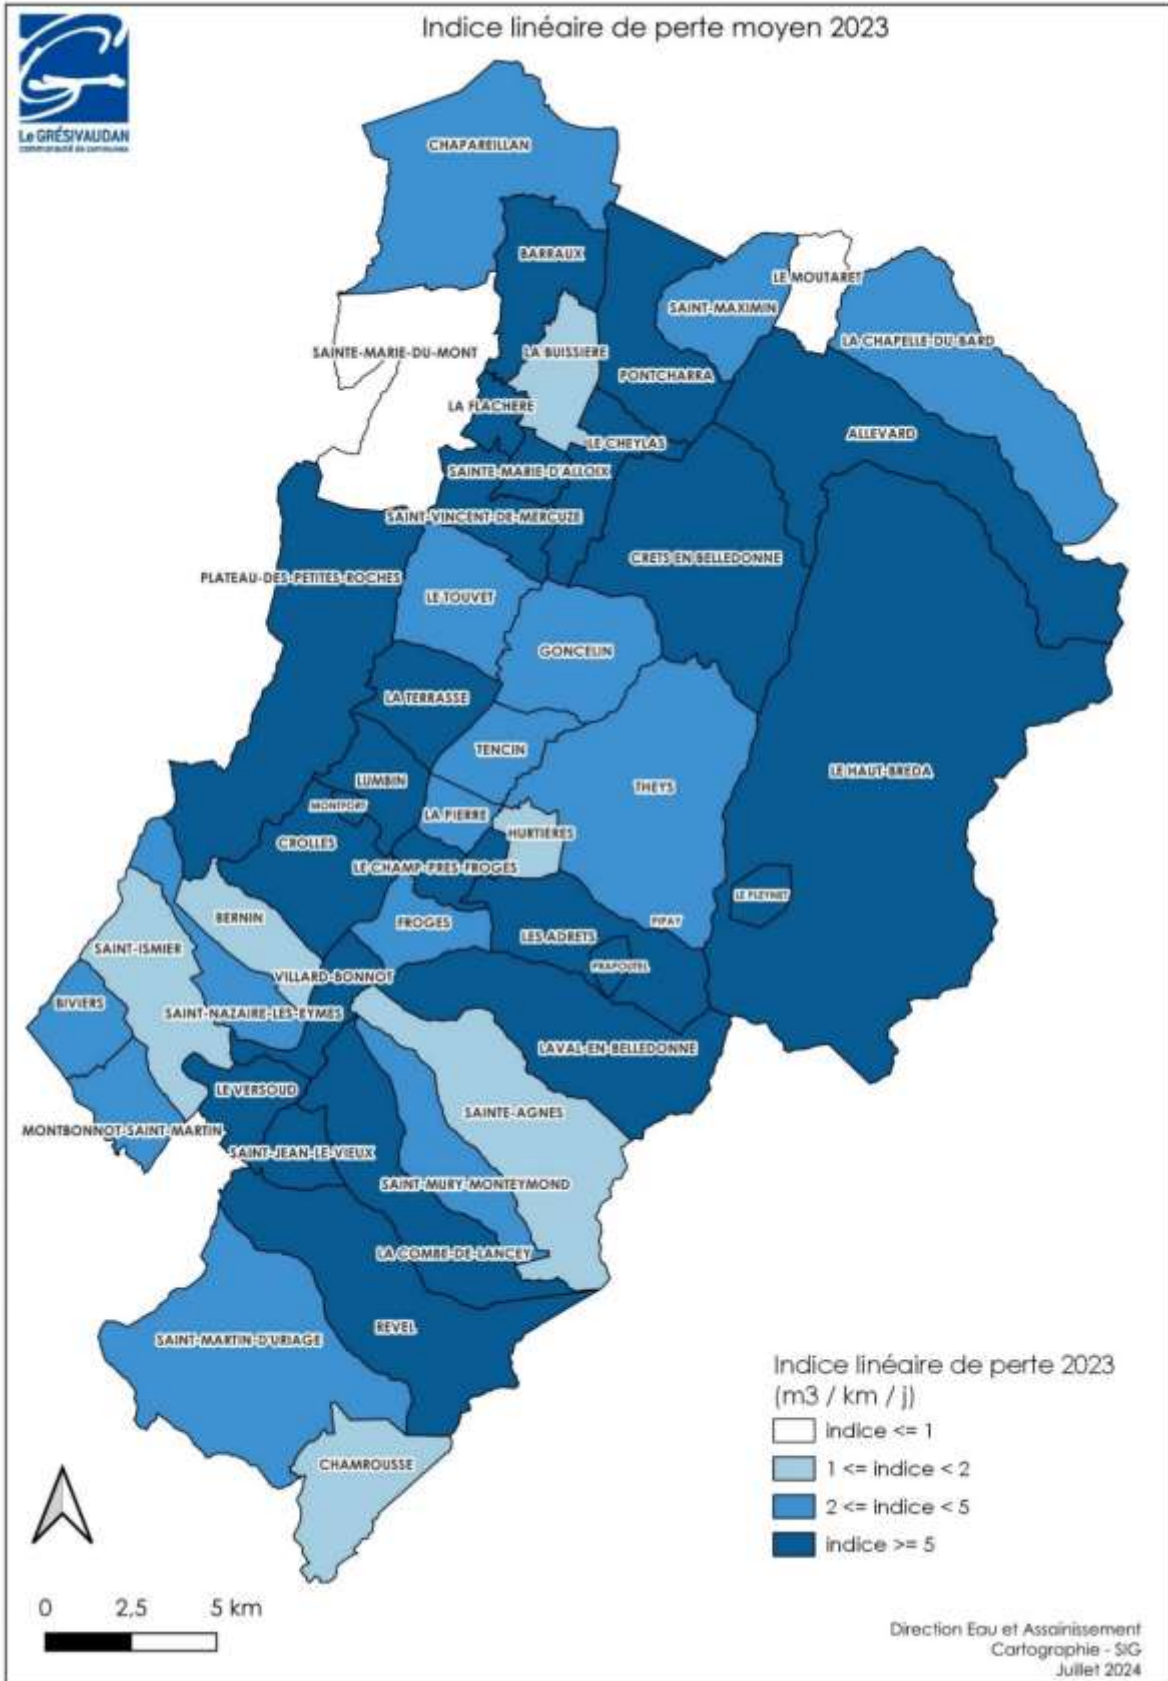 Indice linéaire de perte moyen 2023
Le GRÉSIVAUDAN
communauté de communes
CHAPAREILLAN
BARRAUX
LE MOUTARET
SAINT-MAXIMIN
LA CHAPELLE-DU-BARD
SAINTE-MARIE-DU-MONT
LA BUISSIERE
PONTCHARRA
LA FLACHERE
ALLEVARD
LE CHEYLAS
SAINTE-MARIE-D'ALLOIX
SAINT-VINCENT-DE-MERCUZE
CRETS EN BELLEDONNE
PLATEAU-DES-PETITES-ROCHES
LE TOUVET
GONCELIN
LA TERRASSE
TENCIN
LE HAUT-BREDA
LUMBIN
THEYS
MONTFORT
LA PIERRE
HURTIÈRES
CROLLES
LE CHAMP-PRES-FROGES
LE PLEYNET
BERNIN
FROGES
PIPAY
LES ADRETS
SAINT-ISMIER
PRAPOUTEL
VILLARD-BONNOT
BIVIERS
SAINT-NAZAIRE-LES-EYMES
LAVAL-EN-BELLEDONNE
LE VERSOUD
SAINTE-AGNES
MONTBONNOT-SAINT-MARTIN
SAINT-JEAN-LE-VIEUX
SAINT-MURY-MONTEYMOND
LA COMBE-DE-LANCEY
REVEL
SAINT-MARTIN-D'URIAGE
CHAMROUSSE
Indice linéaire de perte 2023
(m3 / km / j)
indice <= 1
1 <= indice < 2
2 <= indice < 5
indice >= 5
0 2,5 5 km
Direction Eau et Assainissement
Cartographie - SIG
Juillet 2024